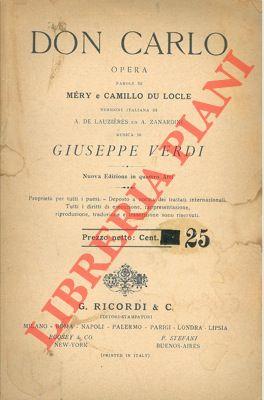 DON CARLO
OPERA
PAROLE DI
MÉRY e CAMILLO DU LOCLE
VERSIONE ITALIANA DI
A. DE LAUZIÈRES ED A. ZANARDINI
MUSICA DI
GIUSEPPE VERDI
Nuova Edizione in quattro Atti
Proprietà per tutti i paesi. - Deposto a norma dei trattati internazionali.
Tutti i diritti di esecuzione, rappresentazione,
riproduzione, traduzione e trascrizione sono riservati.
Prezzo netto: Cent. 25
G. RICORDI & C.
EDITORI-STAMPATORI
MILANO - ROMA - NAPOLI - PALERMO - PARIGI - LONDRA - LIPSIA
BOOSEY & CO. P. STEFANI
NEW-YORK BUENOS-AIRES
(PRINTED IN ITALY)
LIBRERIA PIANI